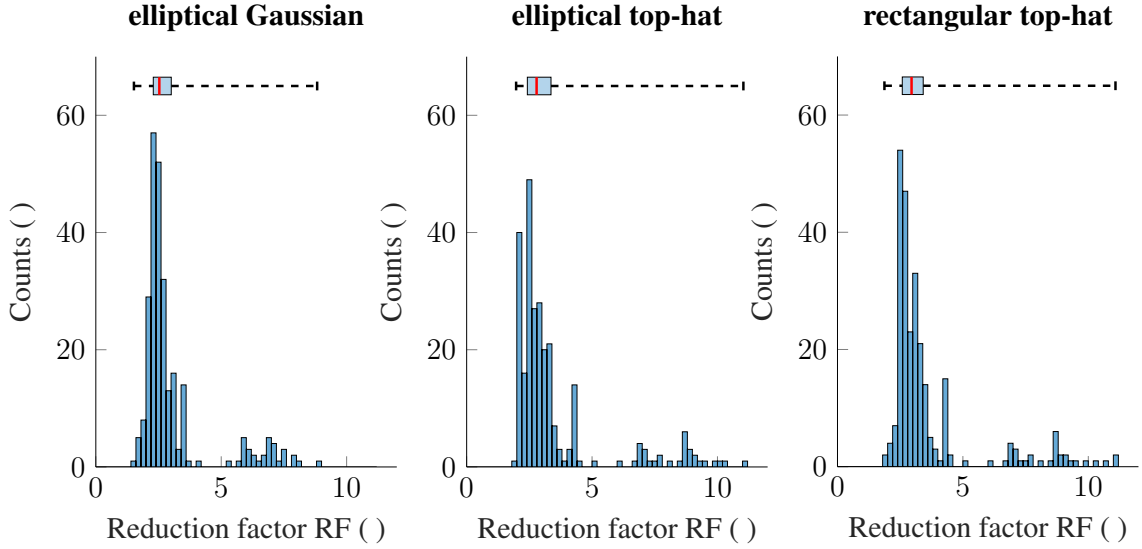 elliptical Gaussian
60
40
20
0
0 5 10
Counts ( )
Reduction factor RF ( )
elliptical top-hat
60
40
20
0
0 5 10
Counts ( )
Reduction factor RF ( )
rectangular top-hat
60
40
20
0
0 5 10
Counts ( )
Reduction factor RF ( )